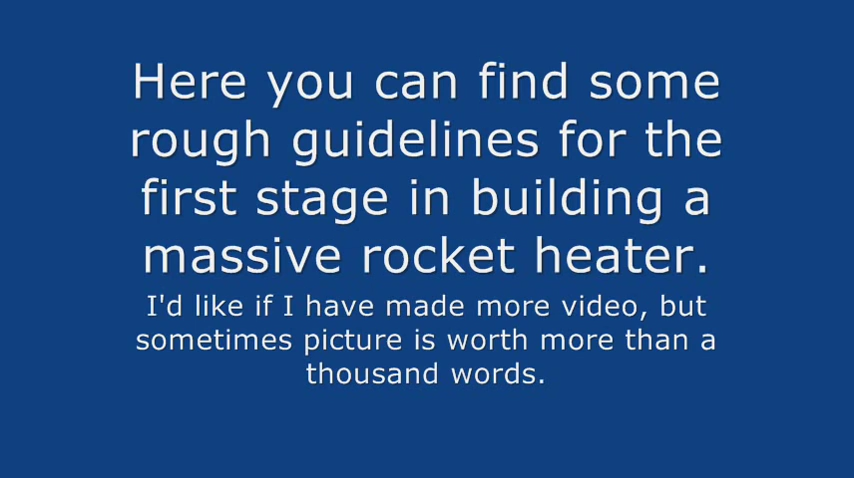 Here you can find some
rough guidelines for the
first stage in building a
massive rocket heater.
I'd like if I have made more video, but
sometimes picture is worth more than a
thousand words.